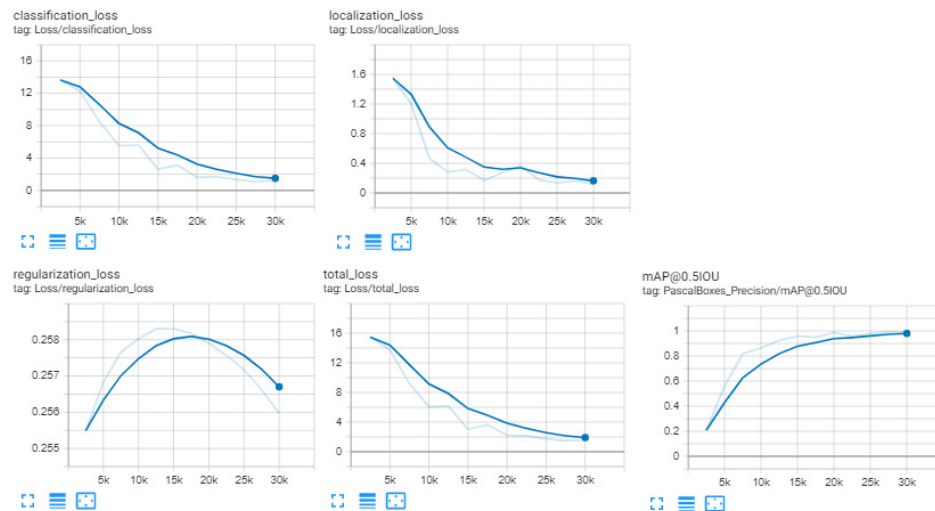 classification_loss
tag: Loss/classification_loss
16
12
8
4
0
5k 10k 15k 20k 25k 30k
localization_loss
tag: Loss/localization_loss
1.6
1.2
0.8
0.4
0
5k 10k 15k 20k 25k 30k
regularization_loss
tag: Loss/regularization_loss
0.258
0.257
0.256
0.255
5k 10k 15k 20k 25k 30k
total_loss
tag: Loss/total_loss
16
12
8
4
0
5k 10k 15k 20k 25k 30k
mAP@0.5IOU
tag: PascalBoxes_Precision/mAP@0.5IOU
1
0.8
0.6
0.4
0.2
0
5k 10k 15k 20k 25k 30k